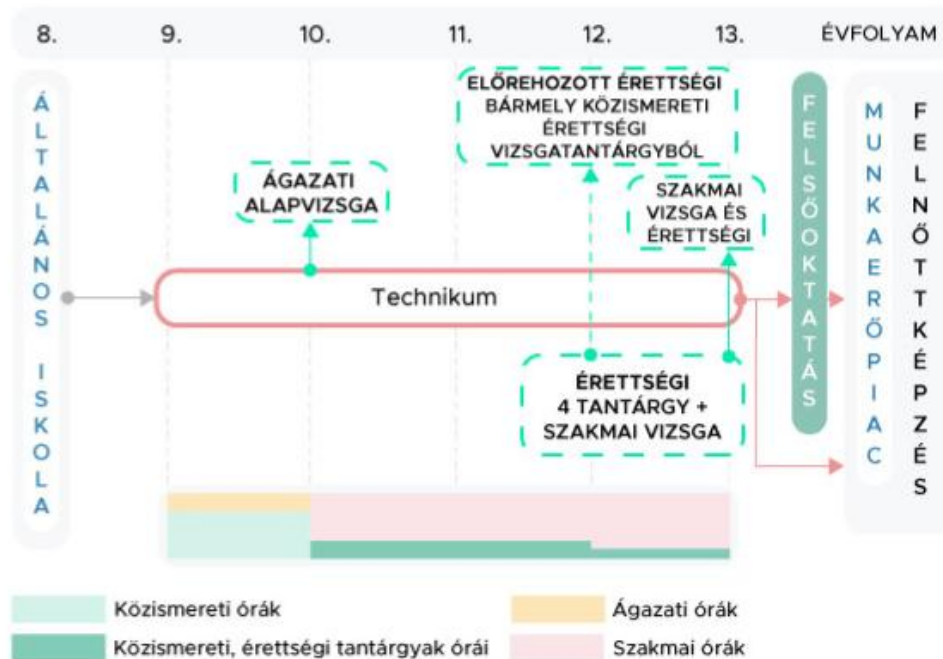 8. 9. 10. 11. 12. 13. ÉVFOLYAM
ÁLTALÁNOS ISKOLA
ELŐREHOZOTT ÉRETTSÉGI
BÁRMELY KÖZISMERETI
ÉRETTSÉGI
VIZSGATANTÁRGYBÓL
ÁGAZATI
ALAPVIZSGA
SZAKMAI
VIZSGA ÉS
ÉRETTSÉGI
Technikum
ÉRETTSÉGI
4 TANTÁRGY +
SZAKMAI VIZSGA
FELSŐOKTATÁS
MUNKAERŐPIAC
FELNŐTTKÉPZÉS
Közismereti órák
Ágazati órák
Közismereti, érettségi tantárgyak órái
Szakmai órák